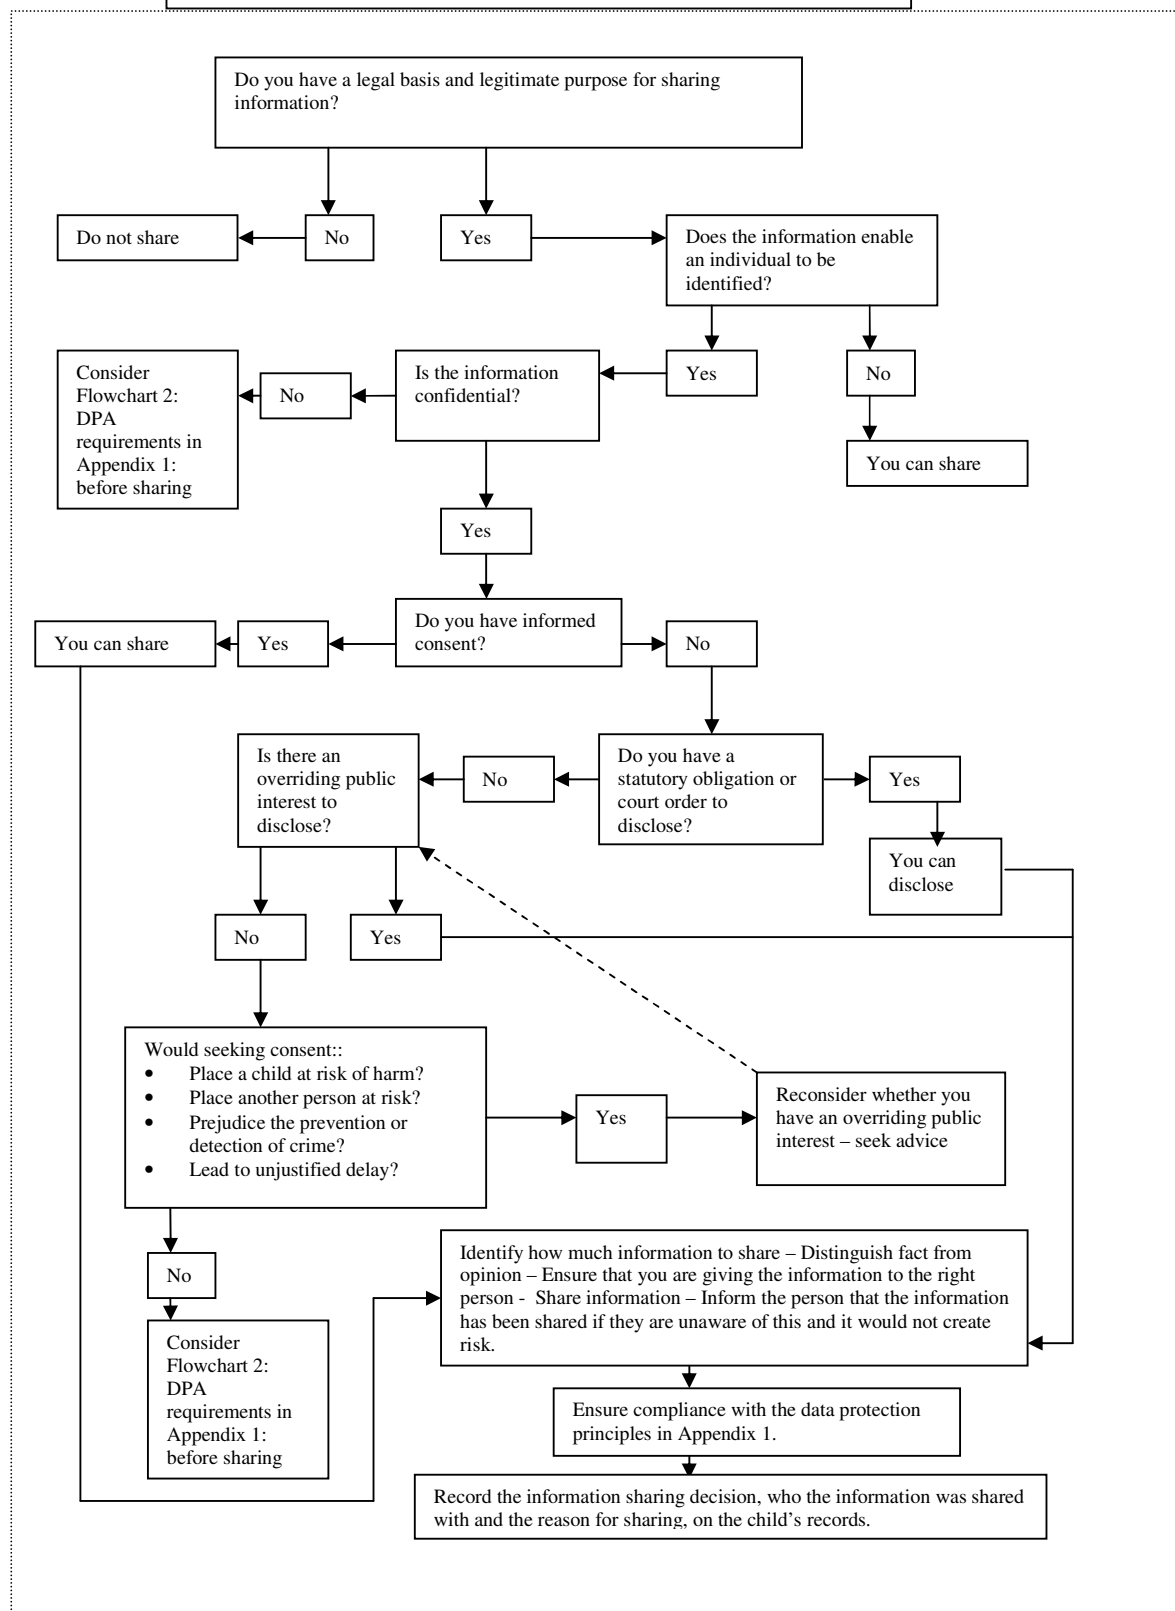 Do you have a legal basis and legitimate purpose for sharing
information?
Do not share
No
Yes
Does the information enable
an individual to be
identified?
Consider
Flowchart 2:
DPA
requirements in
Appendix 1:
before sharing
No
Is the information
confidential?
Yes
No
You can share
Yes
You can share
Yes
Do you have informed
consent?
No
Is there an
overriding public
interest to
disclose?
No
Do you have a
statutory obligation or
court order to
disclose?
Yes
You can
disclose
No
Yes
Would seeking consent::
• Place a child at risk of harm?
• Place another person at risk?
• Prejudice the prevention or
detection of crime?
• Lead to unjustified delay?
Yes
Reconsider whether you
have an overriding public
interest – seek advice
No
Consider
Flowchart 2:
DPA
requirements in
Appendix 1:
before sharing
Identify how much information to share – Distinguish fact from
opinion – Ensure that you are giving the information to the right
person - Share information – Inform the person that the information
has been shared if they are unaware of this and it would not create
risk.
Ensure compliance with the data protection
principles in Appendix 1.
Record the information sharing decision, who the information was shared
with and the reason for sharing, on the child's records.